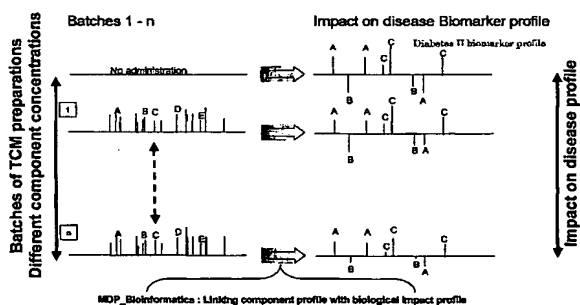 Batches 1 - n
Impact on disease Biomarker profile
Diabetes II biomarker profile
No administration
A A C C C
B B A
Batches of TCM preparations
Different component concentrations
1
A B C D E
A A C C C
B B A
Impact on disease profile
n
A B C D E
A A C C C
B B A
MDP_Bioinformatics : Linking component profile with biological impact profile